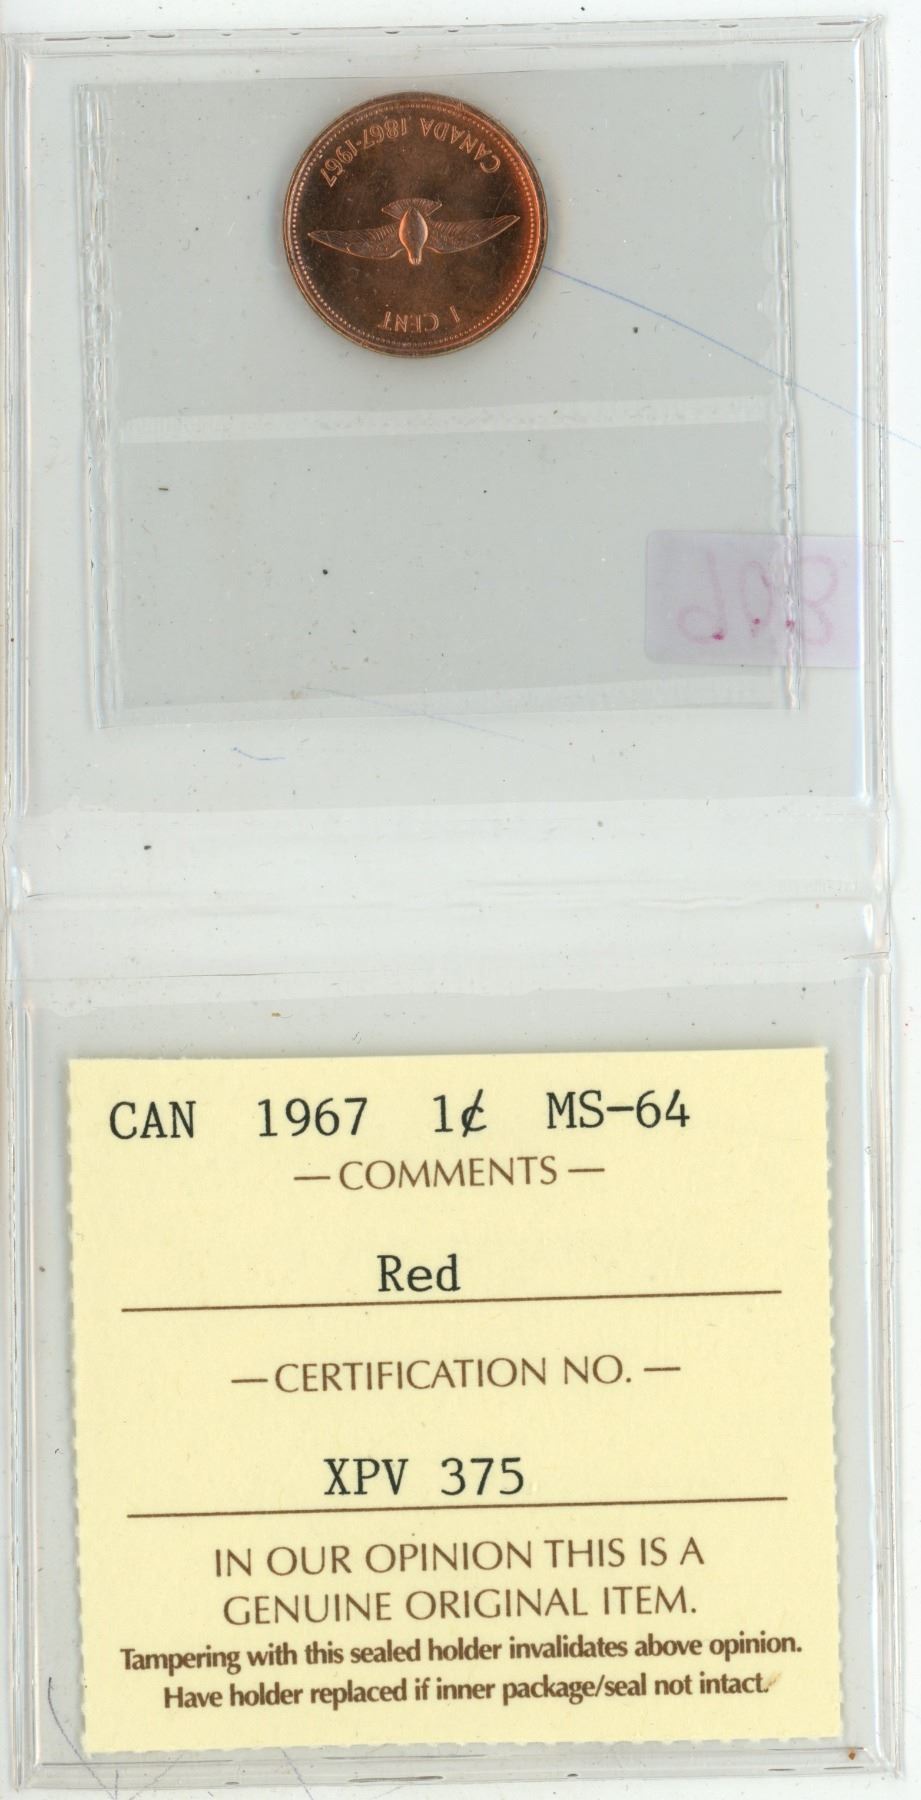 CANADA 1867-1967
1 CENT
806
CAN 1967 1¢ MS-64
— COMMENTS —
Red
— CERTIFICATION NO. —
XPV 375
IN OUR OPINION THIS IS A
GENUINE ORIGINAL ITEM.
Tampering with this sealed holder invalidates above opinion.
Have holder replaced if inner package/seal not intact.